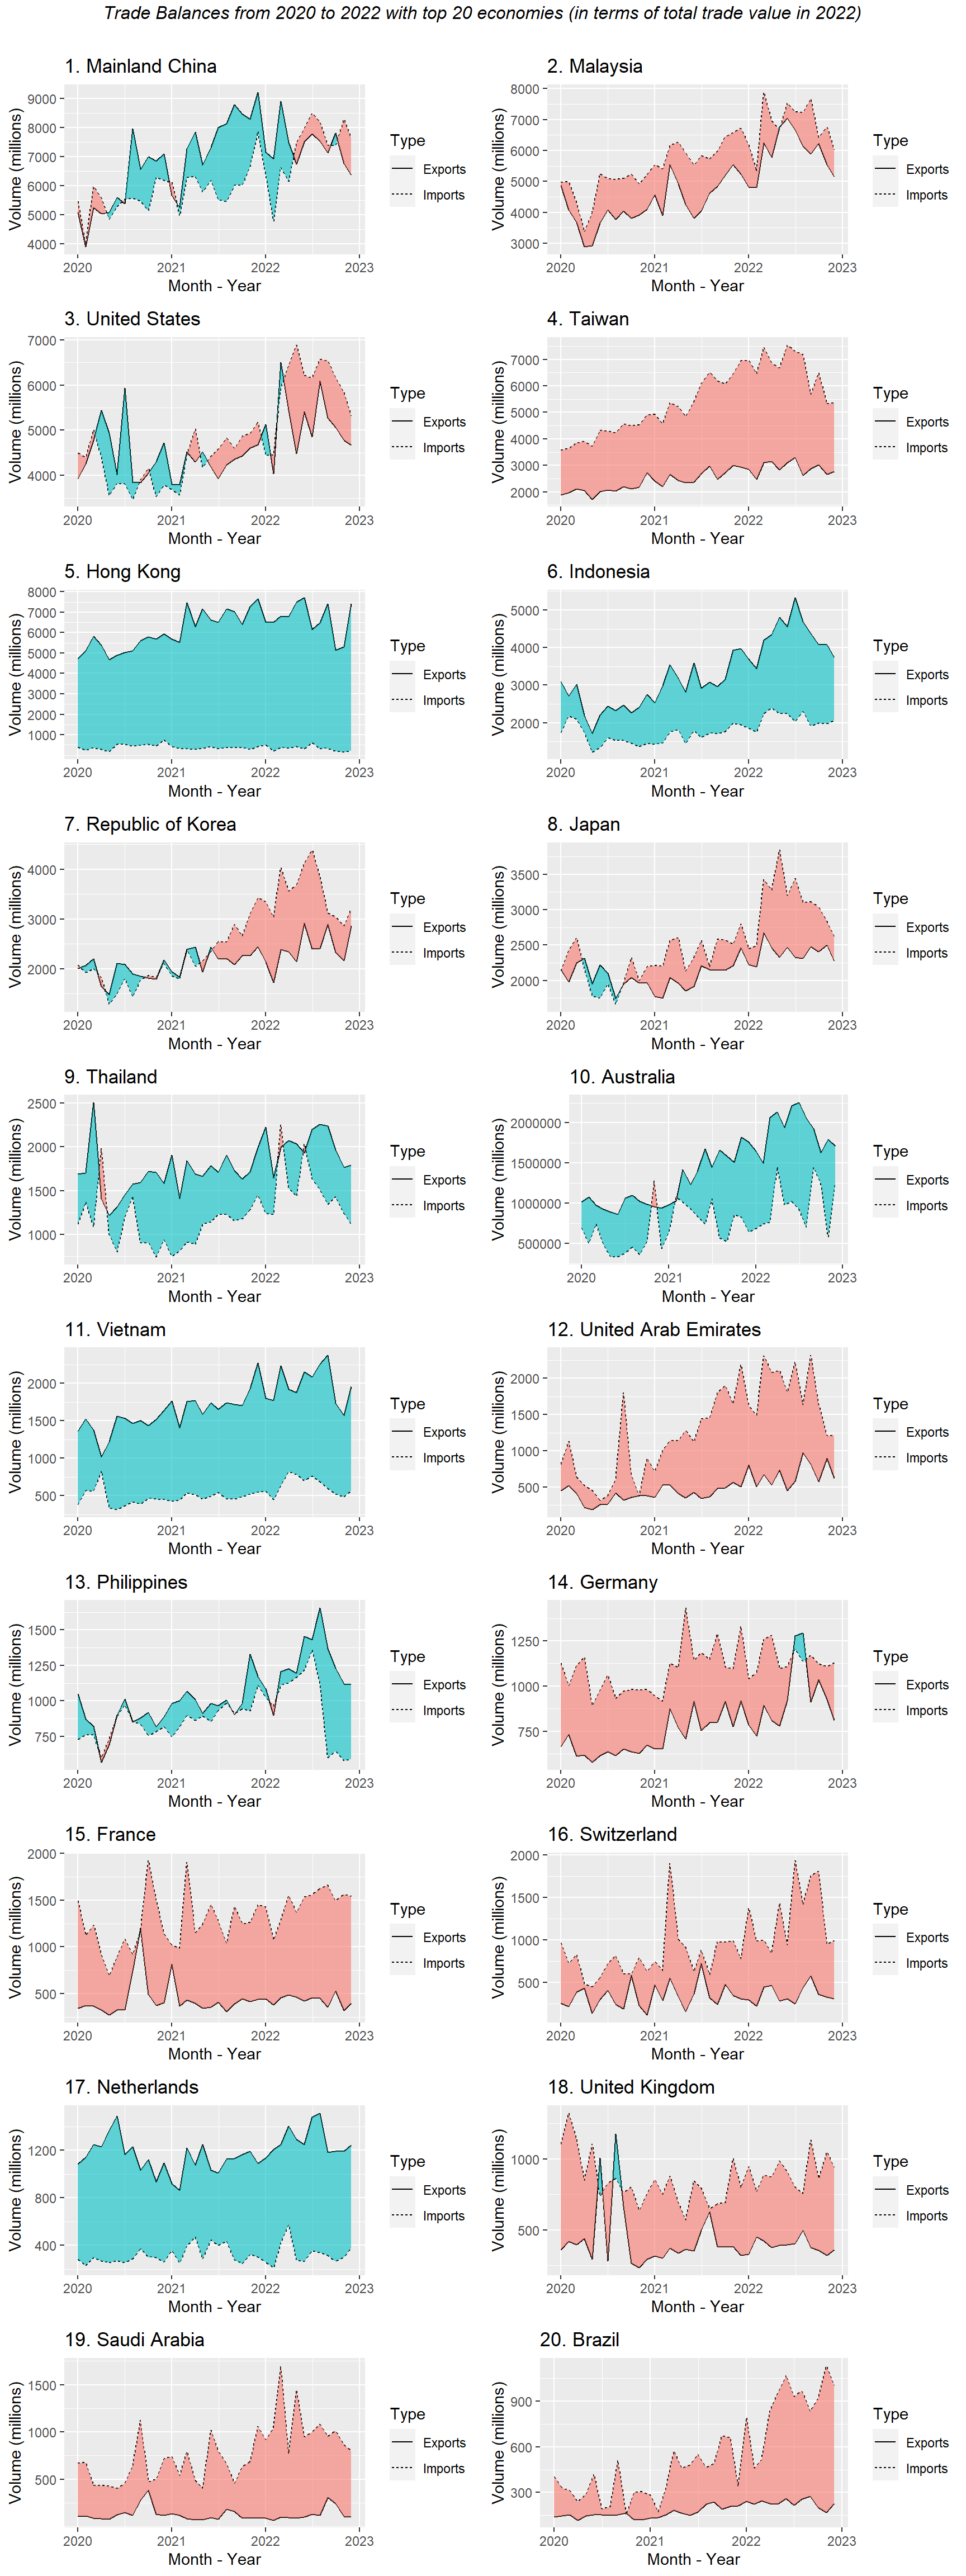 Trade Balances from 2020 to 2022 with top 20 economies (in terms of total trade value in 2022)
1. Mainland China
Volume (millions)
9000
8000
7000
6000
5000
4000
2020 2021 2022 2023
Month - Year
Type
Exports
Imports
2. Malaysia
Volume (millions)
8000
7000
6000
5000
4000
3000
2020 2021 2022 2023
Month - Year
Type
Exports
Imports
3. United States
Volume (millions)
7000
6000
5000
4000
2020 2021 2022 2023
Month - Year
Type
Exports
Imports
4. Taiwan
Volume (millions)
7000
6000
5000
4000
3000
2000
2020 2021 2022 2023
Month - Year
Type
Exports
Imports
5. Hong Kong
Volume (millions)
8000
7000
6000
5000
4000
3000
2000
1000
2020 2021 2022 2023
Month - Year
Type
Exports
Imports
6. Indonesia
Volume (millions)
5000
4000
3000
2000
2020 2021 2022 2023
Month - Year
Type
Exports
Imports
7. Republic of Korea
Volume (millions)
4000
3000
2000
2020 2021 2022 2023
Month - Year
Type
Exports
Imports
8. Japan
Volume (millions)
3500
3000
2500
2000
2020 2021 2022 2023
Month - Year
Type
Exports
Imports
9. Thailand
Volume (millions)
2500
2000
1500
1000
2020 2021 2022 2023
Month - Year
Type
Exports
Imports
10. Australia
Volume (millions)
2000000
1500000
1000000
500000
2020 2021 2022 2023
Month - Year
Type
Exports
Imports
11. Vietnam
Volume (millions)
2000
1500
1000
500
2020 2021 2022 2023
Month - Year
Type
Exports
Imports
12. United Arab Emirates
Volume (millions)
2000
1500
1000
500
2020 2021 2022 2023
Month - Year
Type
Exports
Imports
13. Philippines
Volume (millions)
1500
1250
1000
750
2020 2021 2022 2023
Month - Year
Type
Exports
Imports
14. Germany
Volume (millions)
1250
1000
750
2020 2021 2022 2023
Month - Year
Type
Exports
Imports
15. France
Volume (millions)
2000
1500
1000
500
2020 2021 2022 2023
Month - Year
Type
Exports
Imports
16. Switzerland
Volume (millions)
2000
1500
1000
500
2020 2021 2022 2023
Month - Year
Type
Exports
Imports
17. Netherlands
Volume (millions)
1200
800
400
2020 2021 2022 2023
Month - Year
Type
Exports
Imports
18. United Kingdom
Volume (millions)
1000
500
2020 2021 2022 2023
Month - Year
Type
Exports
Imports
19. Saudi Arabia
Volume (millions)
1500
1000
500
2020 2021 2022 2023
Month - Year
Type
Exports
Imports
20. Brazil
Volume (millions)
900
600
300
2020 2021 2022 2023
Month - Year
Type
Exports
Imports